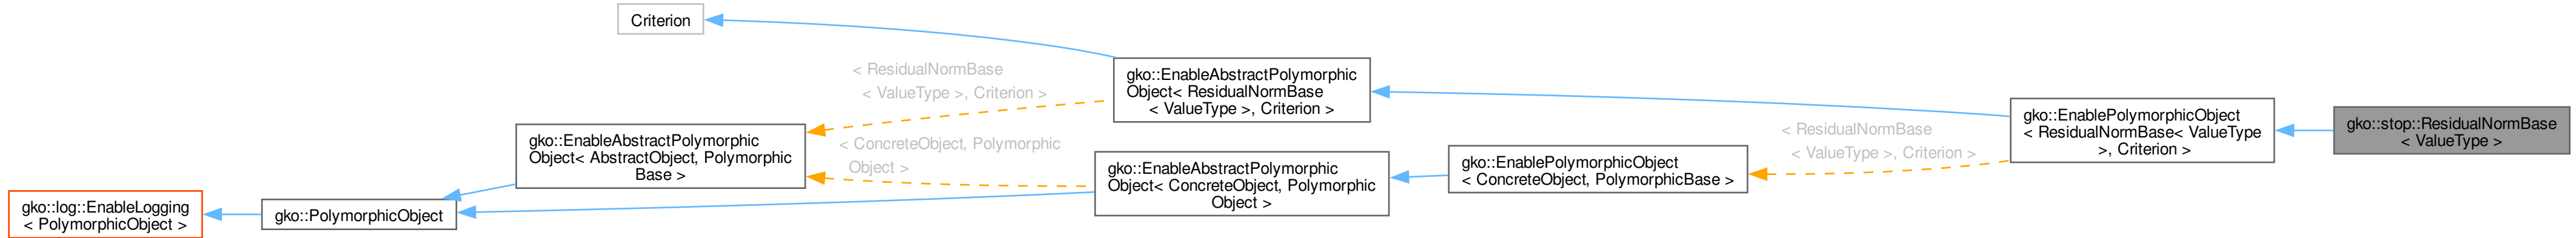 Criterion
< ResidualNormBase
< ValueType >, Criterion >
gko::EnableAbstractPolymorphic
Object< ResidualNormBase
< ValueType >, Criterion >
gko::EnableAbstractPolymorphic
Object< AbstractObject, Polymorphic
Base >
< ConcreteObject, Polymorphic
Object >
gko::EnableAbstractPolymorphic
Object< ConcreteObject, Polymorphic
Object >
gko::EnablePolymorphicObject
< ConcreteObject, PolymorphicBase >
< ResidualNormBase
< ValueType >, Criterion >
gko::EnablePolymorphicObject
< ResidualNormBase< ValueType
>, Criterion >
gko::stop::ResidualNormBase
< ValueType >
gko::log::EnableLogging
< PolymorphicObject >
gko::PolymorphicObject